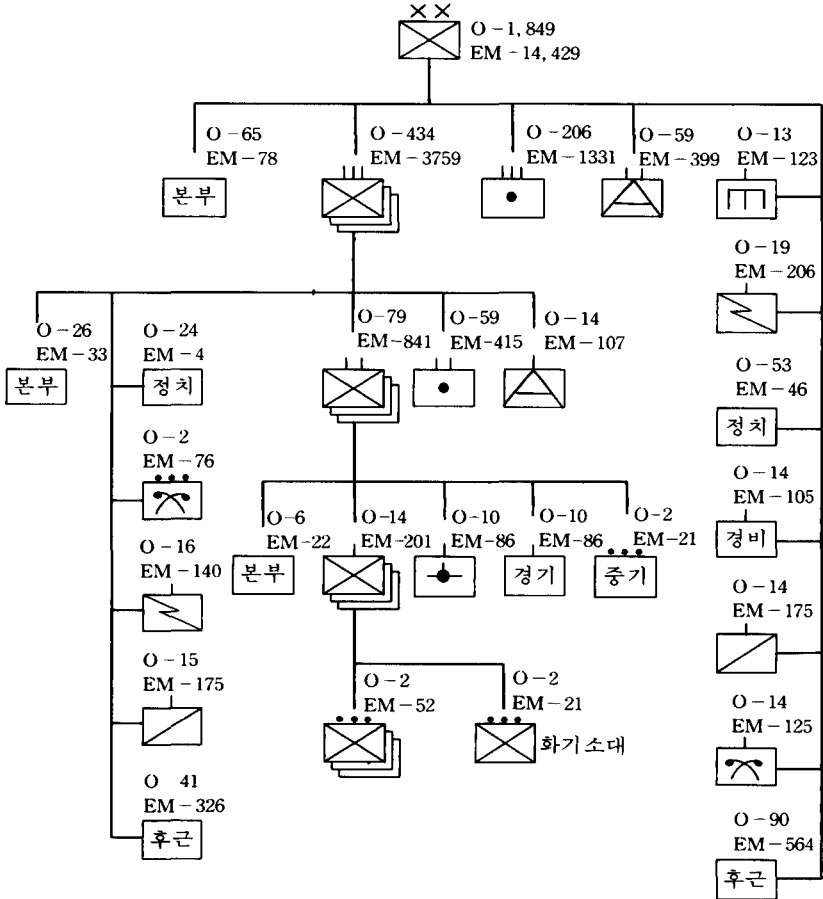 O-1,849
EM-14,429
O-65
EM-78
본부
O-434
EM-3759
O-206
EM-1331
O-59
EM-399
O-13
EM-123
O-19
EM-206
O-53
EM-46
정치
O-14
EM-105
경비
O-14
EM-175
O-14
EM-125
O-90
EM-564
후근
O-26
EM-33
본부
O-24
EM-4
정치
O-2
EM-76
O-16
EM-140
O-15
EM-175
O 41
EM-326
후근
O-79
EM-841
O-59
EM-415
O-14
EM-107
O-6
EM-22
본부
O-14
EM-201
O-10
EM-86
O-10
EM-86
경기
O-2
EM-21
중기
O-2
EM-52
O-2
EM-21
화기소대